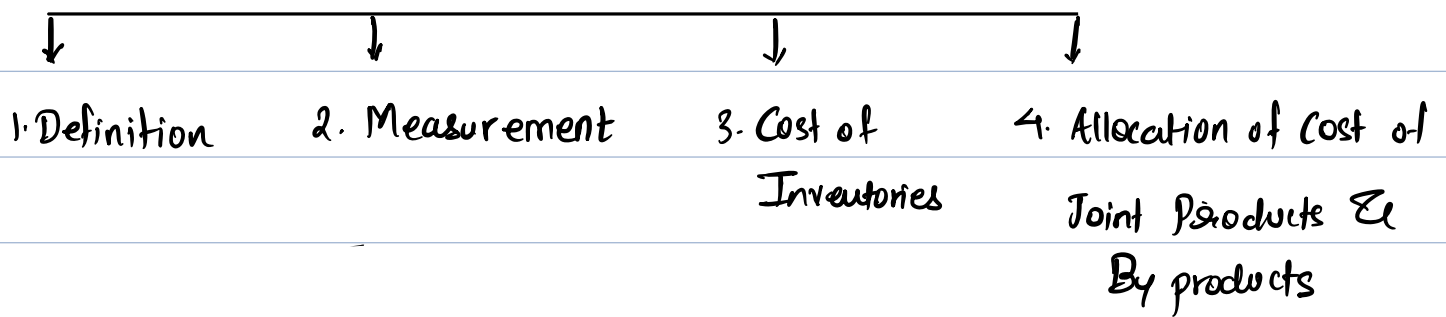 1. Definition 2. Measurement 3. Cost of 4. Allocation of Cost of
Inventories Joint Products &
By products